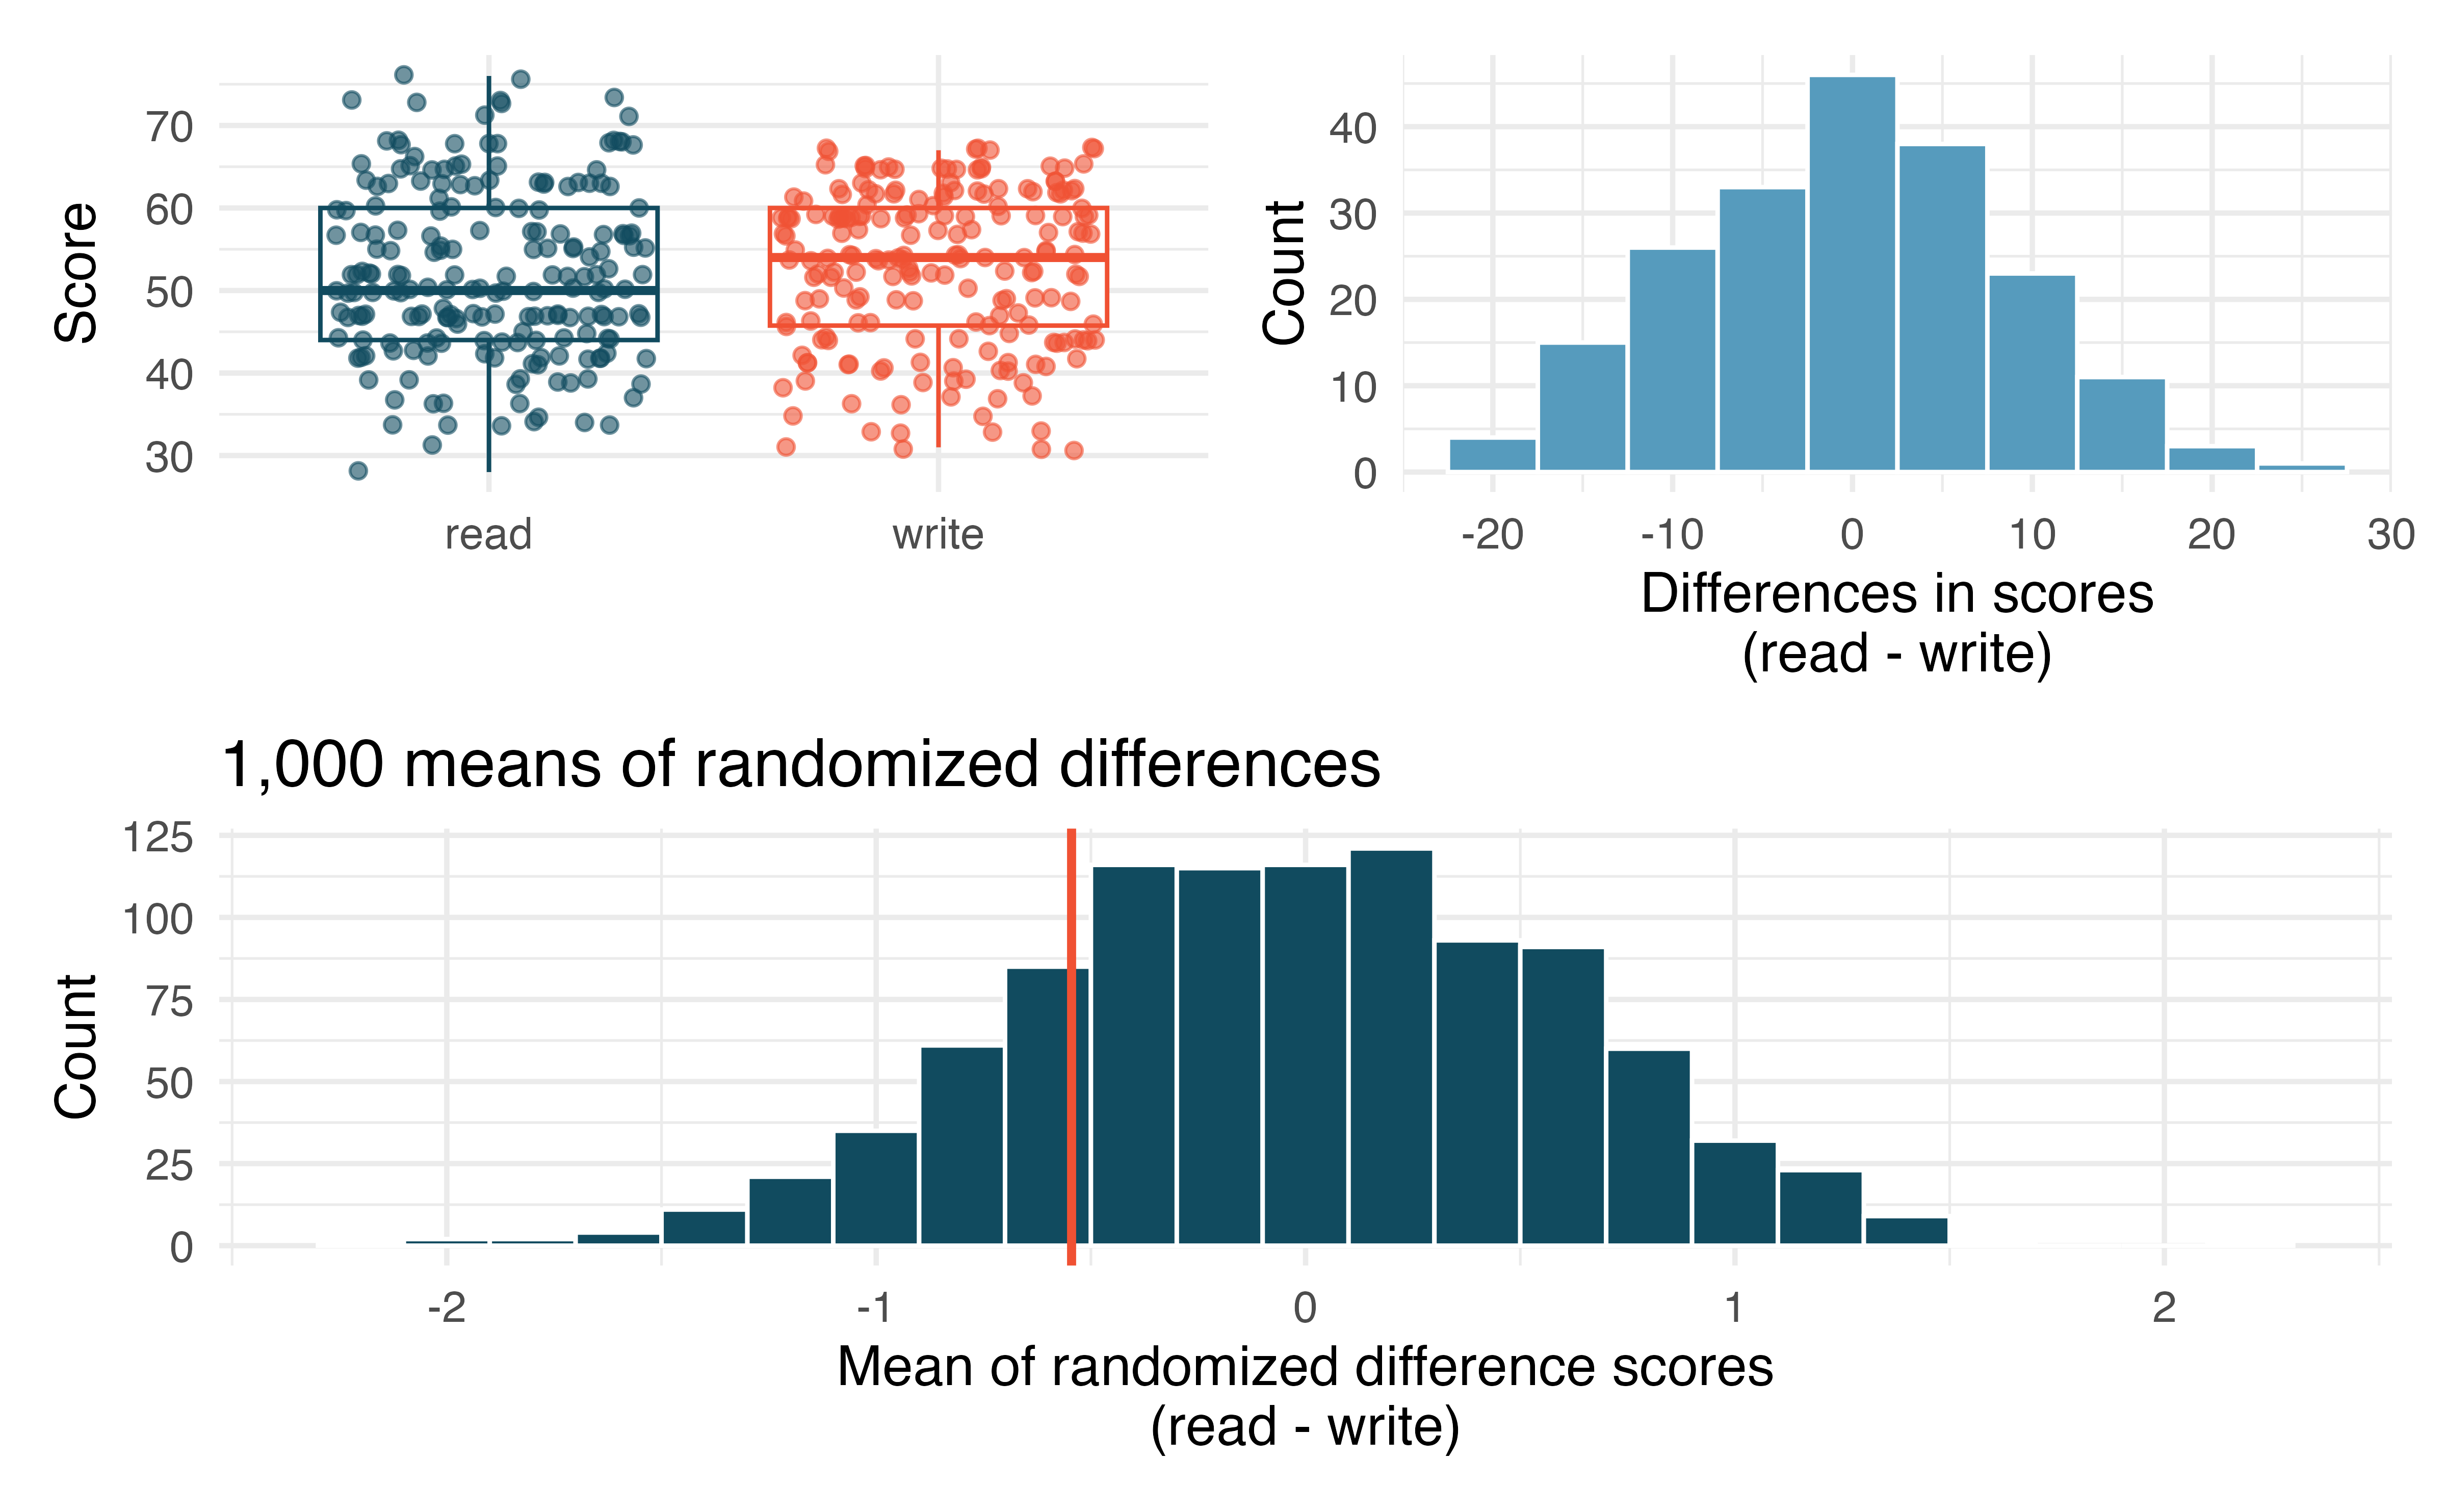 Score
70
60
50
40
30
read write
Count
40
30
20
10
0
-20 -10 0 10 20 30
Differences in scores
(read - write)
1,000 means of randomized differences
Count
125
100
75
50
25
0
-2 -1 0 1 2
Mean of randomized difference scores
(read - write)